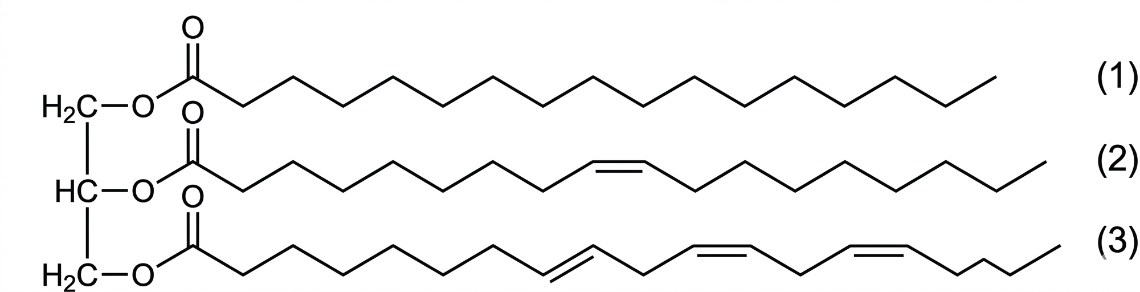 O
H₂C—O (1)
O
HC—O (2)
O
H₂C—O (3)